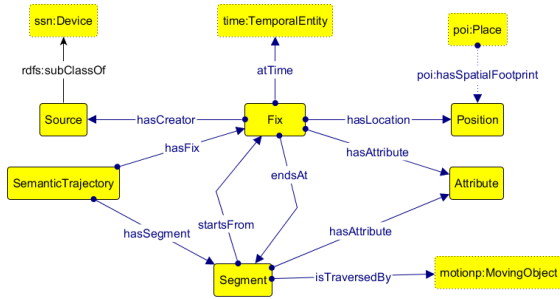 ssn:Device
time:TemporalEntity
poi:Place
rdfs:subClassOf
atTime
poi:hasSpatialFootprint
Source
hasCreator
Fix
hasLocation
Position
hasFix
hasAttribute
SemanticTrajectory
endsAt
Attribute
startsFrom
hasSegment
hasAttribute
Segment
isTraversedBy
motionp:MovingObject